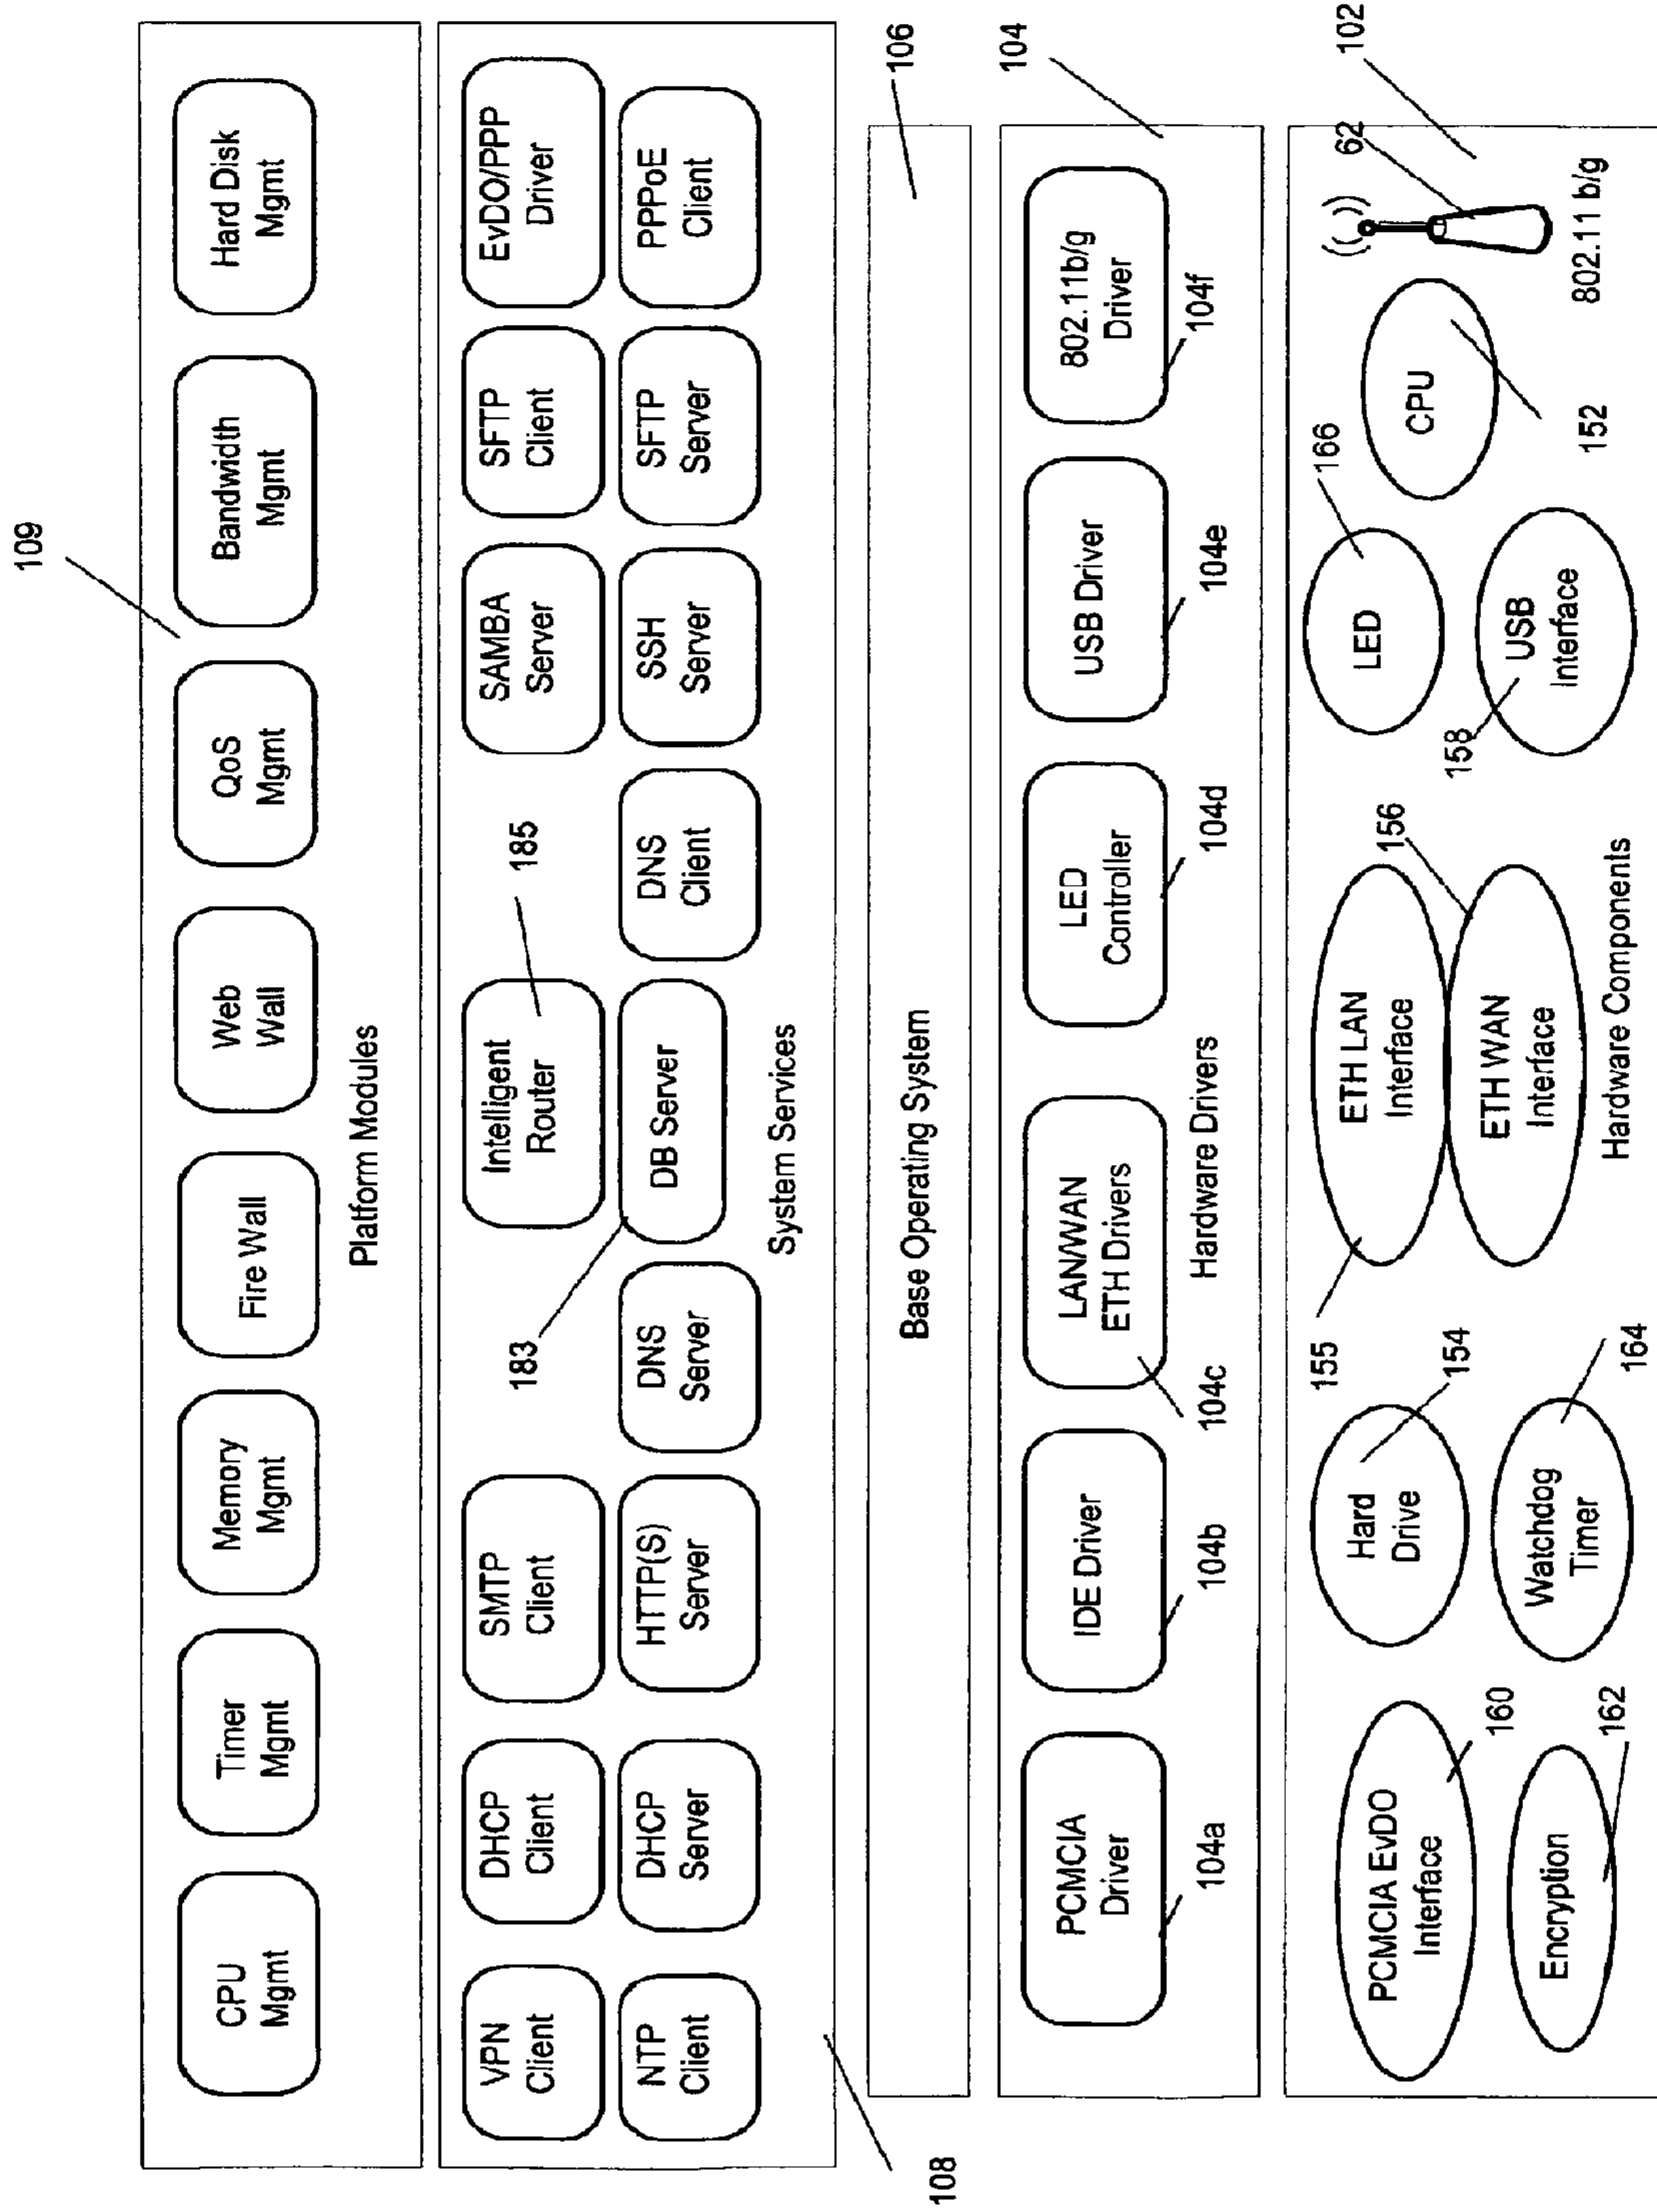 109
CPU
Mgmt
Timer
Mgmt
Memory
Mgmt
Fire Wall
Web
Wall
QoS
Mgmt
Bandwidth
Mgmt
Hard Disk
Mgmt
Platform Modules
VPN
Client
DHCP
Client
SMTP
Client
Intelligent
Router
185
SAMBA
Server
SFTP
Client
EvDO/PPP
Driver
183
NTP
Client
DHCP
Server
HTTP(S)
Server
DNS
Server
DB Server
DNS
Client
SSH
Server
SFTP
Server
PPPoE
Client
System Services
108
106
Base Operating System
104
PCMCIA
Driver
IDE Driver
LAN/WAN
ETH Drivers
LED
Controller
USB Driver
802.11b/g
Driver
104a
104b
104c
Hardware Drivers
104d
104e
104f
102
62
155
166
PCMCIA EvDO
Interface
Hard
Drive
154
ETH LAN
Interface
156
LED
CPU
160
158
Encryption
162
Watchdog
Timer
164
ETH WAN
Interface
USB
Interface
152
802.11 b/g
Hardware Components